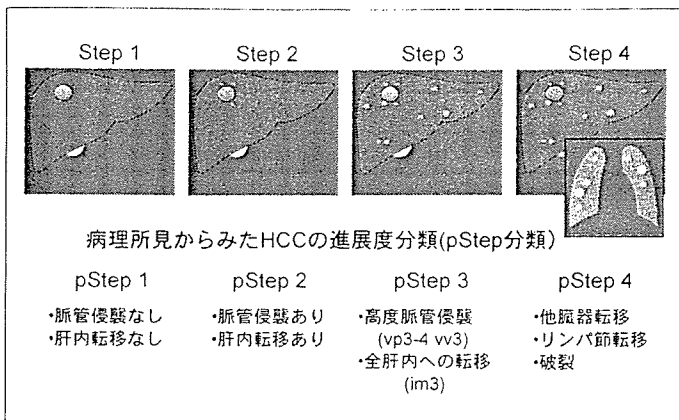 Step 1
Step 2
Step 3
Step 4
病理所見からみたHCCの進展度分類(pStep分類)
pStep 1
・脈管侵襲なし
・肝内転移なし
pStep 2
・脈管侵襲あり
・肝内転移あり
pStep 3
・高度脈管侵襲
(vp3-4 vv3)
・全肝内への転移
(im3)
pStep 4
・他臓器転移
・リンパ節転移
・破裂